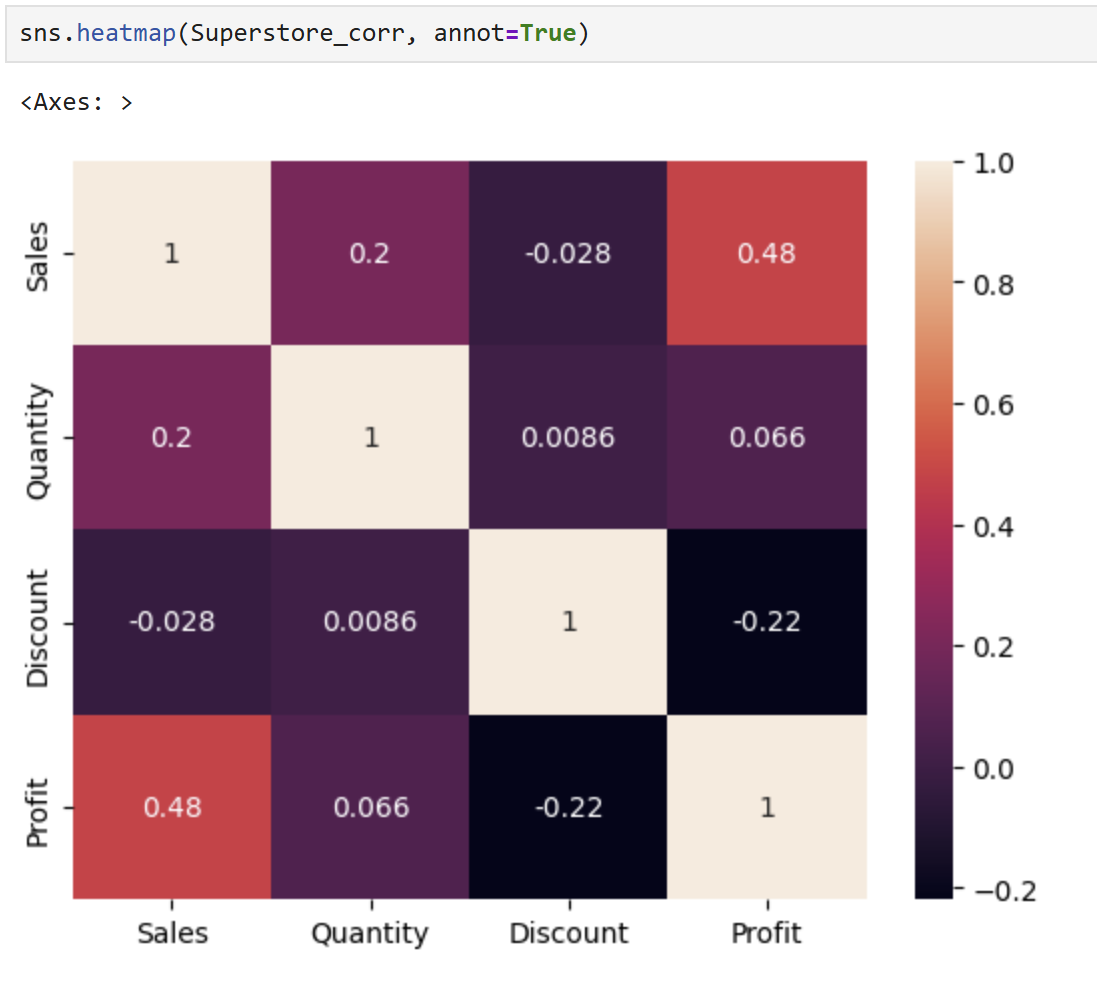 sns.heatmap(Superstore_corr, annot=True)
<Axes: >
1.0
Sales 1 0.2 -0.028 0.48
0.8
0.6
Quantity 0.2 1 0.0086 0.066
0.4
Discount -0.028 0.0086 1 -0.22
0.2
0.0
Profit 0.48 0.066 -0.22 1
−0.2
Sales Quantity Discount Profit